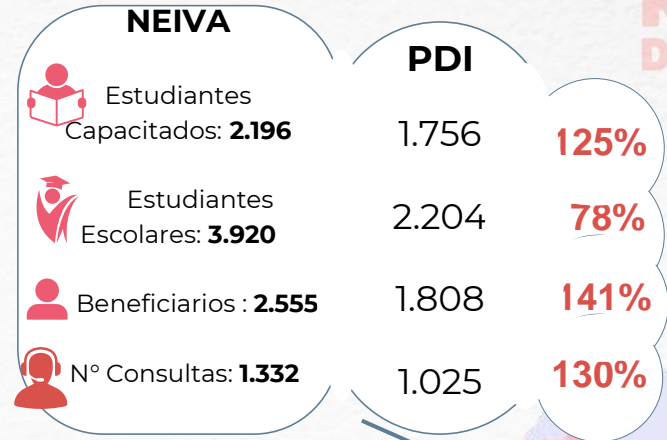 NEIVA
PDI
Estudiantes
Capacitados: 2.196
1.756
125%
Estudiantes
Escolares: 3.920
2.204
78%
Beneficiarios : 2.555
1.808
141%
N° Consultas: 1.332
1.025
130%